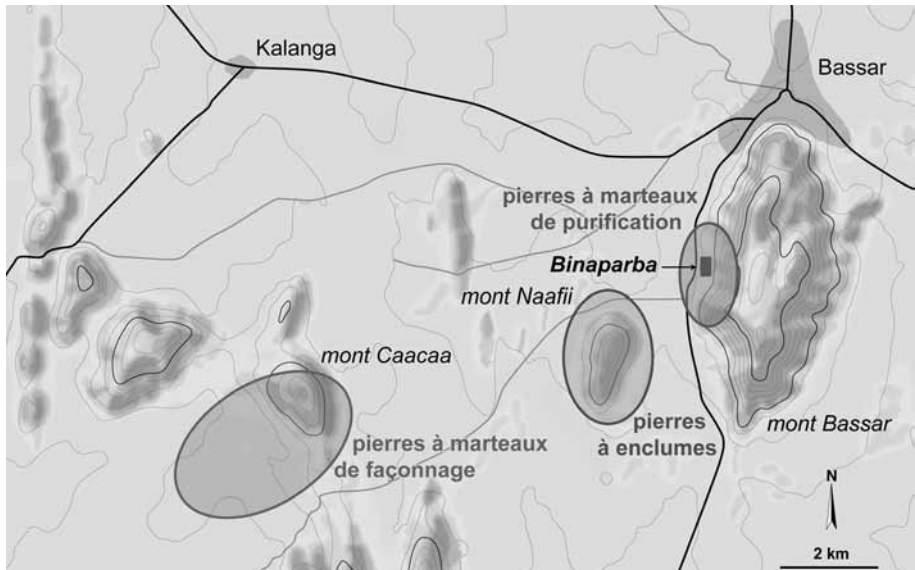 Kalanga
Bassar
pierres à marteaux
de purification
Binaparba
mont Naafii
mont Caacaa
pierres à marteaux
de façonnage
pierres
à enclumes
mont Bassar
N
2 km